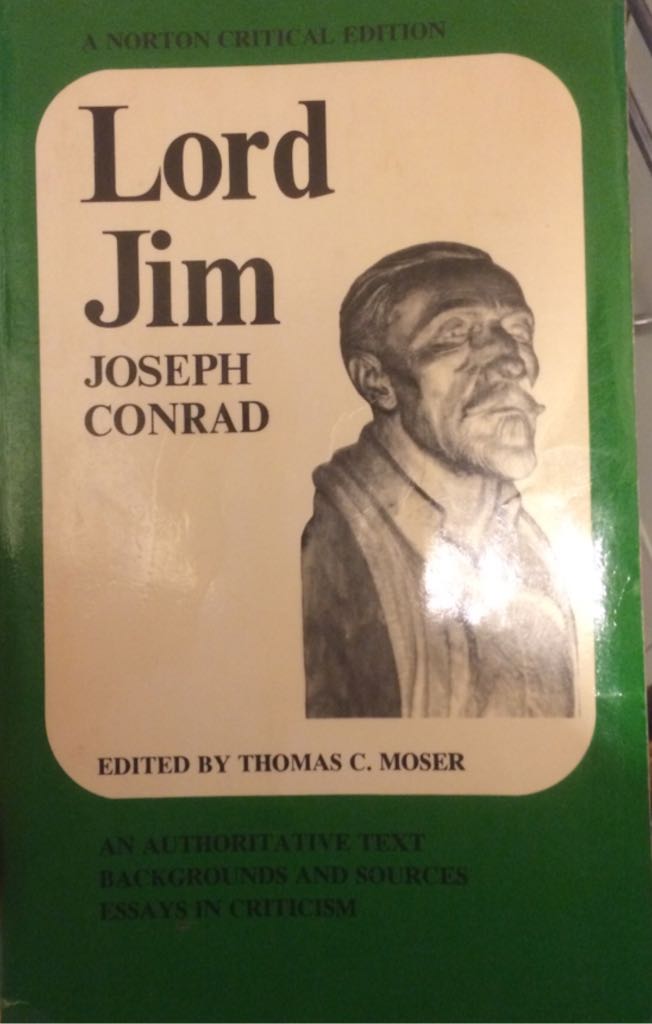 A NORTON CRITICAL EDITION
Lord
Jim
JOSEPH
CONRAD
EDITED BY THOMAS C. MOSER
AN AUTHORITATIVE TEXT
BACKGROUNDS AND SOURCES
ESSAYS IN CRITICISM